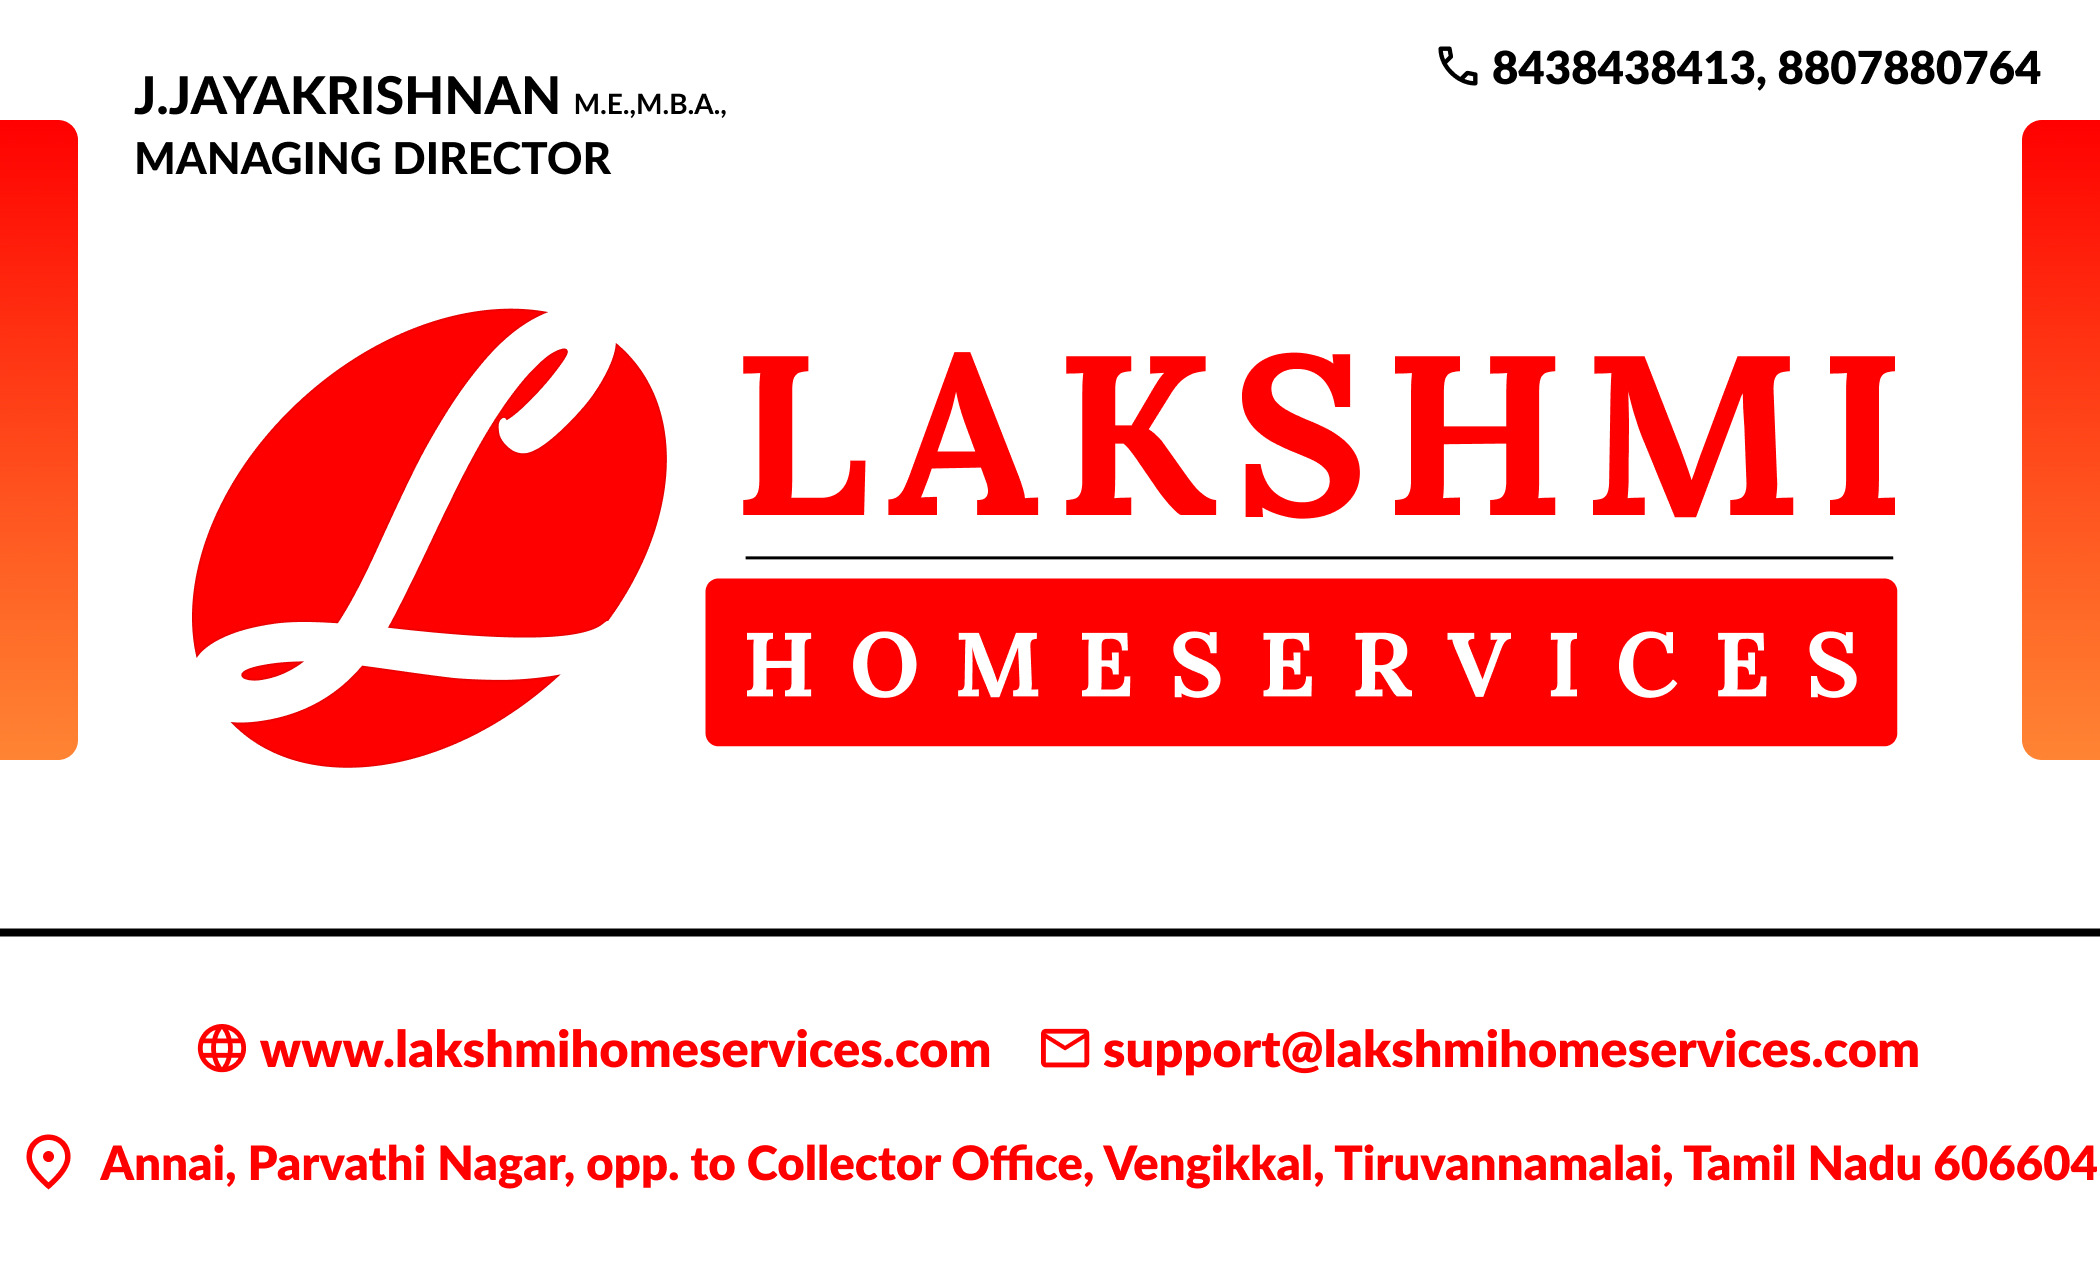 J.JAYAKRISHNAN M.E.,M.B.A.,
MANAGING DIRECTOR
8438438413, 8807880764
LAKSHMI
HOMESERVICES
www.lakshmihomeservices.com
support@lakshmihomeservices.com
Annai, Parvathi Nagar, opp. to Collector Office, Vengikkal, Tiruvannamalai, Tamil Nadu 606604